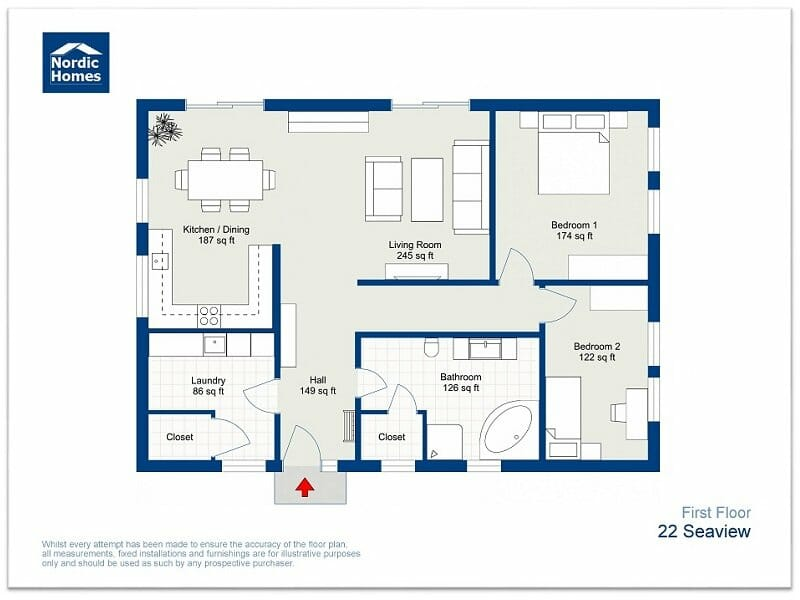 Nordic
Homes
Kitchen / Dining
187 sq ft
Living Room
245 sq ft
Bedroom 1
174 sq ft
Bedroom 2
122 sq ft
Laundry
86 sq ft
Hall
149 sq ft
Bathroom
126 sq ft
Closet
Closet
First Floor
22 Seaview
Whilst every attempt has been made to ensure the accuracy of the floor plan,
all measurements, fixed installations and furnishings are for illustrative purposes
only and should be used as such by any prospective purchaser.